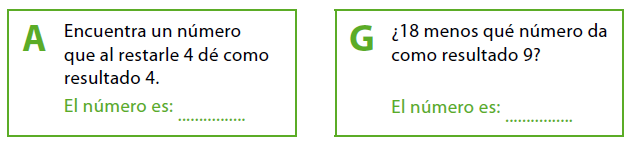 A
Encuentra un número
que al restarle 4 dé como
resultado 4.
El número es: ................
G
¿18 menos qué número da
como resultado 9?
El número es: ................